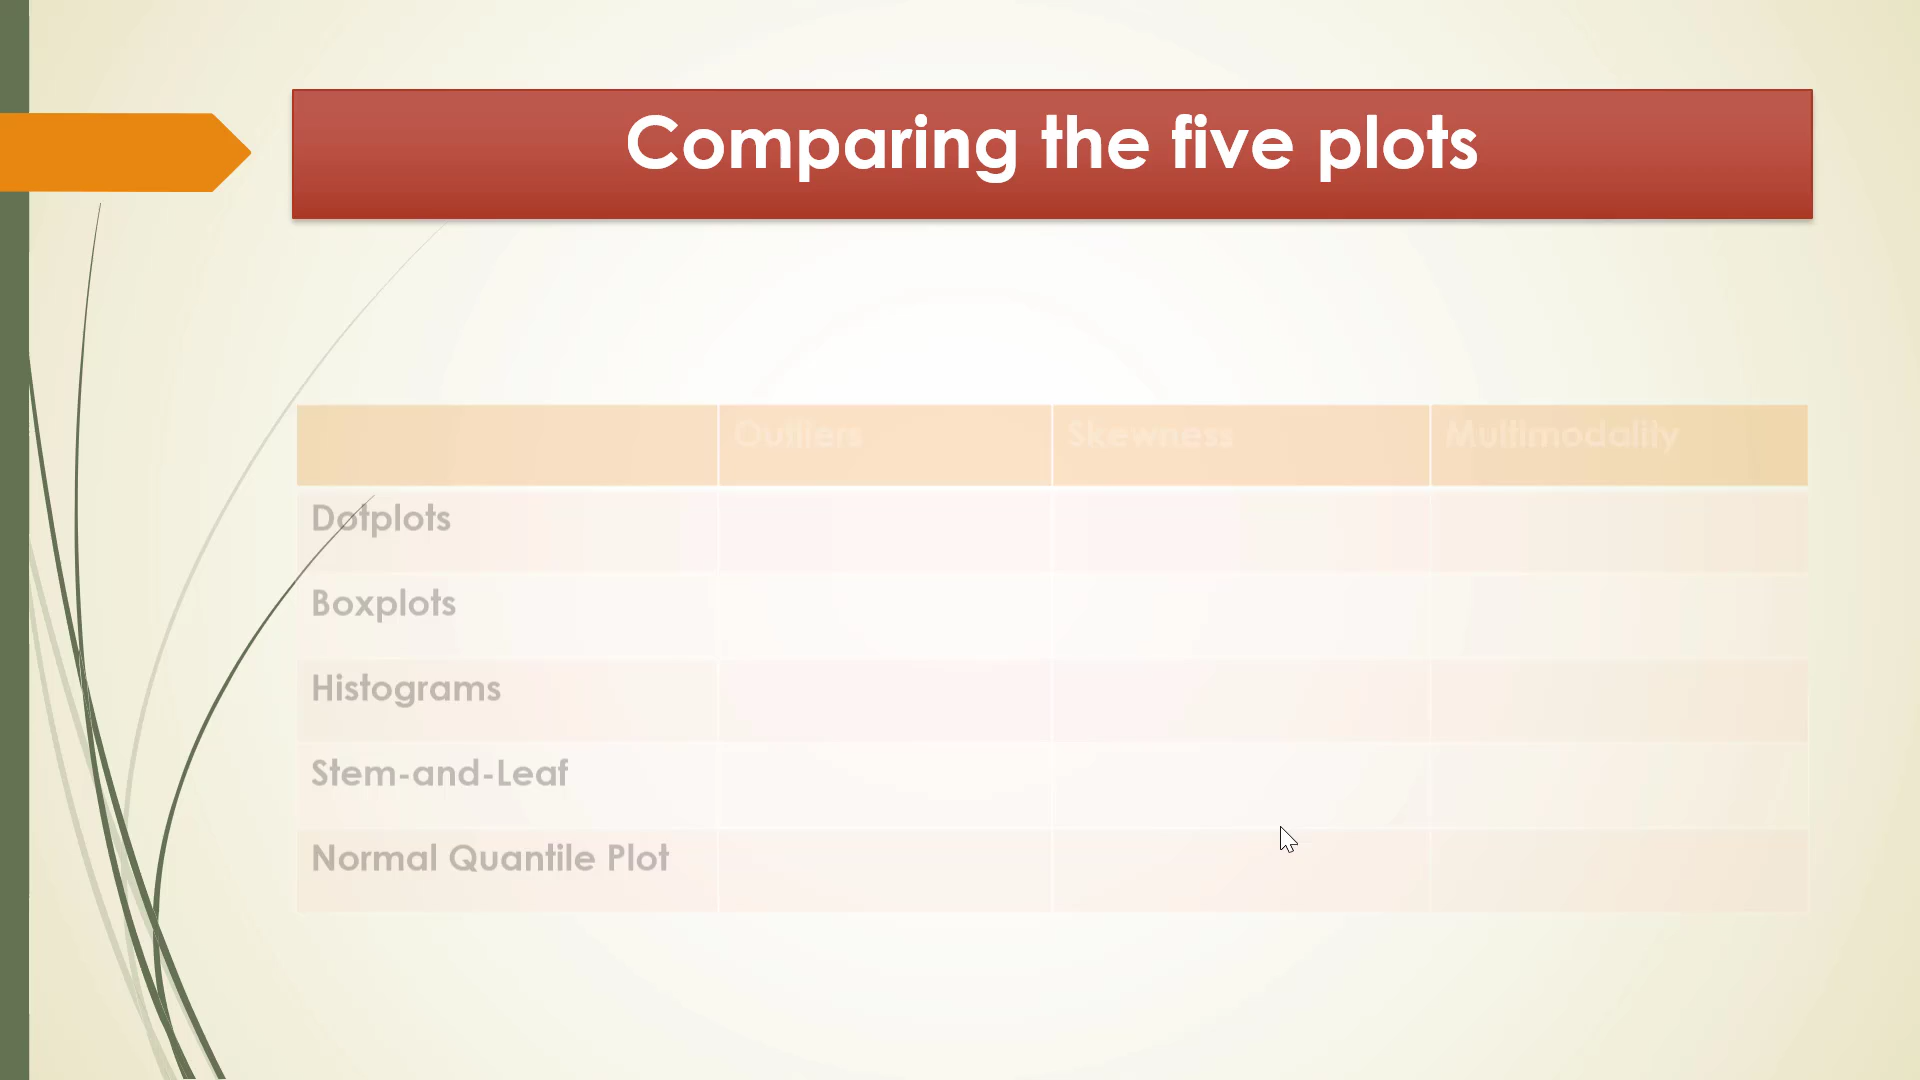 Comparing the five plots
Outliers Skewness Multimodality
Dotplots
Boxplots
Histograms
Stem-and-Leaf
Normal Quantile Plot